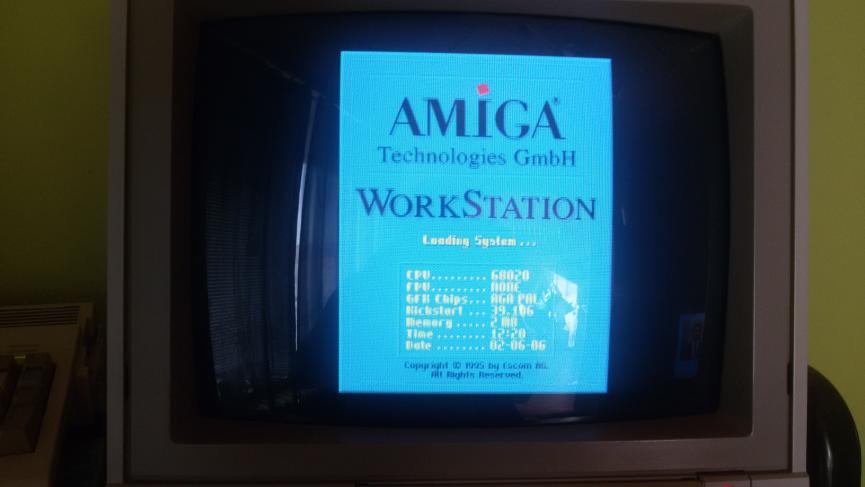 AMIGA®
Technologies GmbH
WORKSTATION
Loading System...
CPU......... 68020
FPU......... NONE
GFX Chips... AGA PAL
Kickstart ... 39.106
Memory ..... 2 MB
Time ........ 12:20
Date ........ 02-06-06
Copyright © 1995 by Escom AG.
All Rights Reserved.